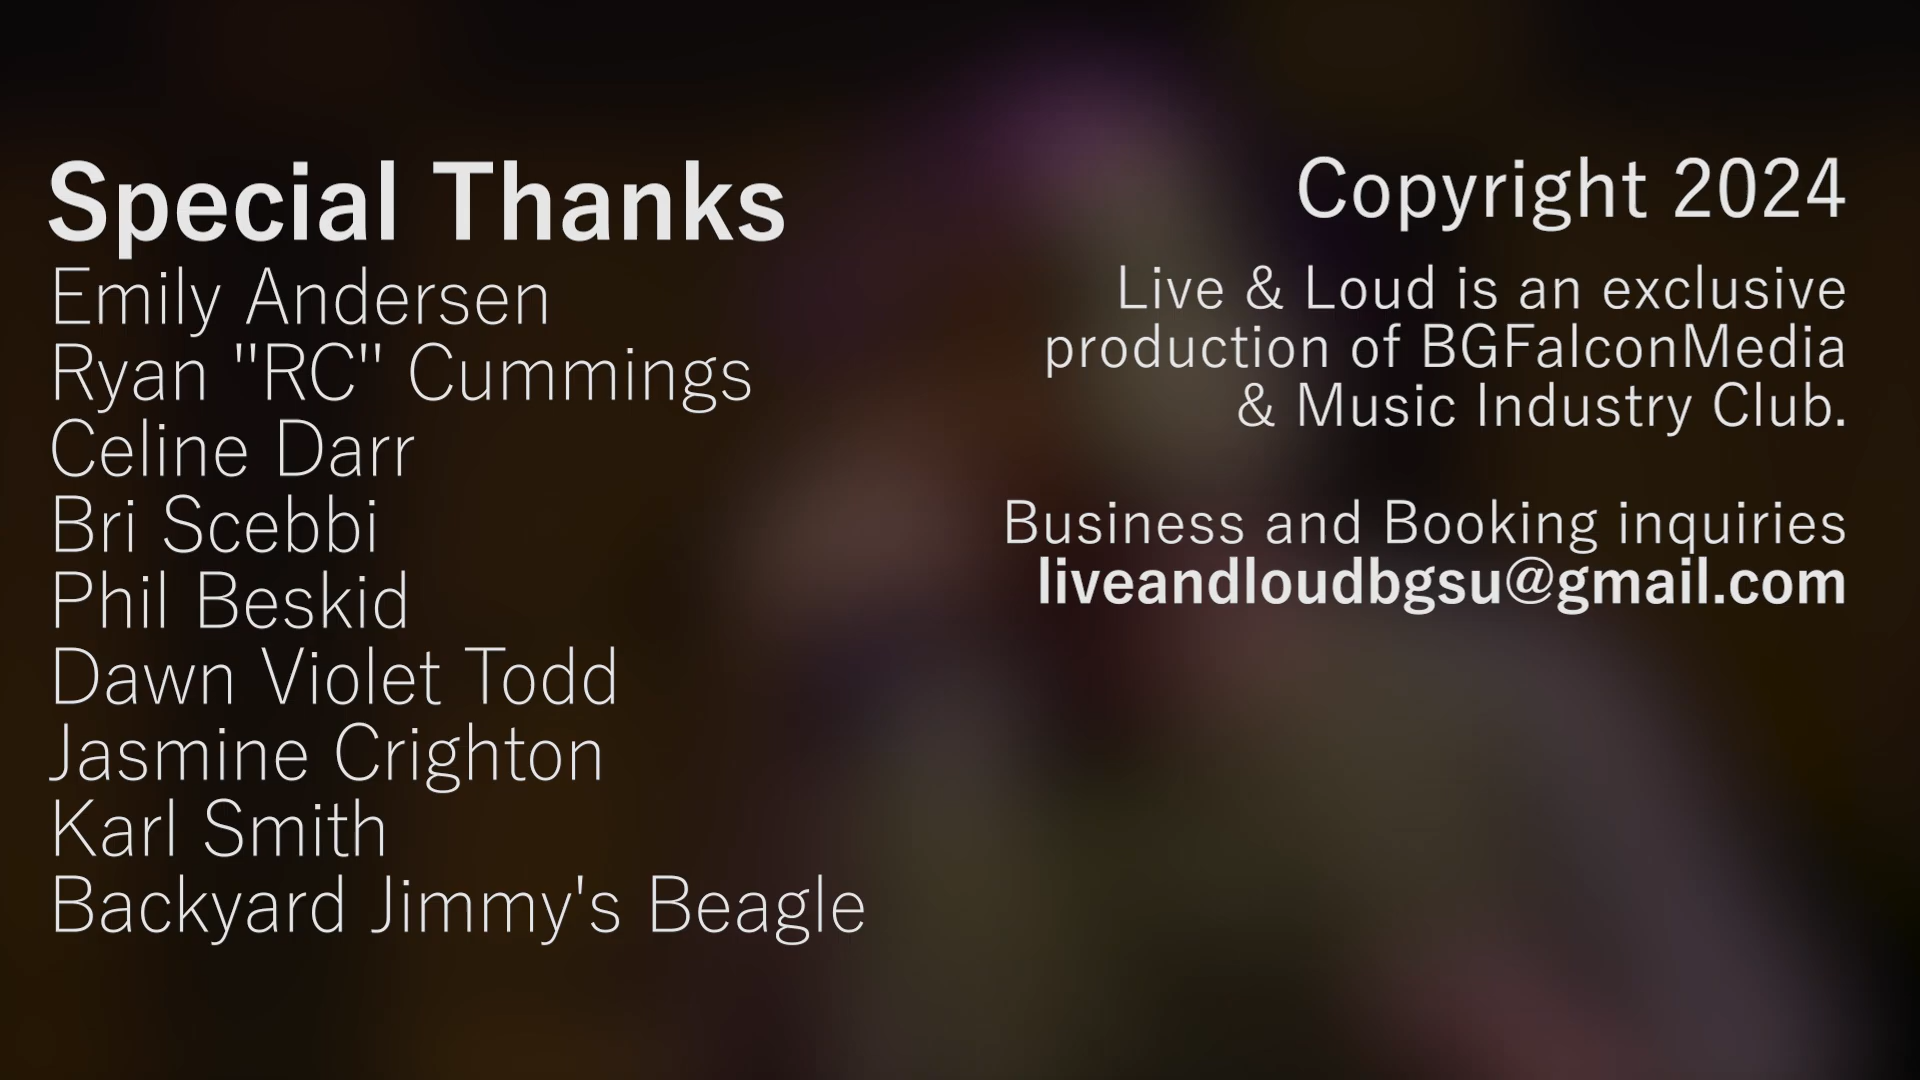 Special Thanks
Emily Andersen
Ryan "RC" Cummings
Celine Darr
Bri Scebbi
Phil Beskid
Dawn Violet Todd
Jasmine Crighton
Karl Smith
Backyard Jimmy's Beagle
Copyright 2024
Live & Loud is an exclusive
production of BGFalconMedia
& Music Industry Club.
Business and Booking inquiries
liveandloudbgsu@gmail.com